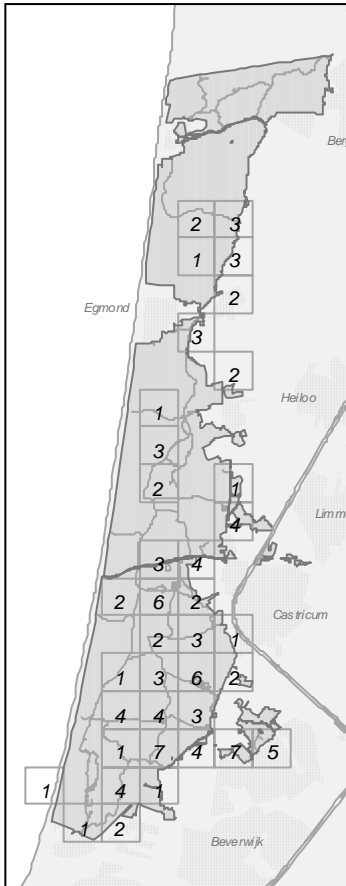 Ber
2 3
1 3
2
Egmond
3
2
Heiloo
1
3
2 1
4
Limm
3 4
2 6 2
Castricum
2 3 1
1 3 6 2
4 4 3
1 7 4 7 5
1 4 1
1 2
Beverwijk